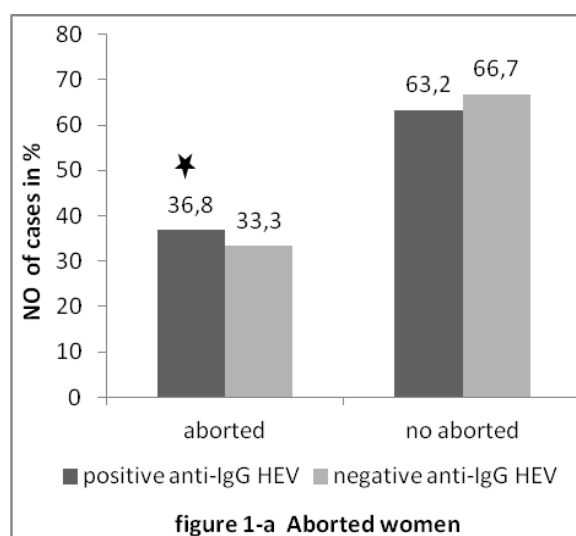 80
70
60
50
40
30
20
10
0
NO of cases in %
36,8
33,3
63,2
66,7
aborted
no aborted
positive anti-IgG HEV
negative anti-IgG HEV
figure 1-a Aborted women